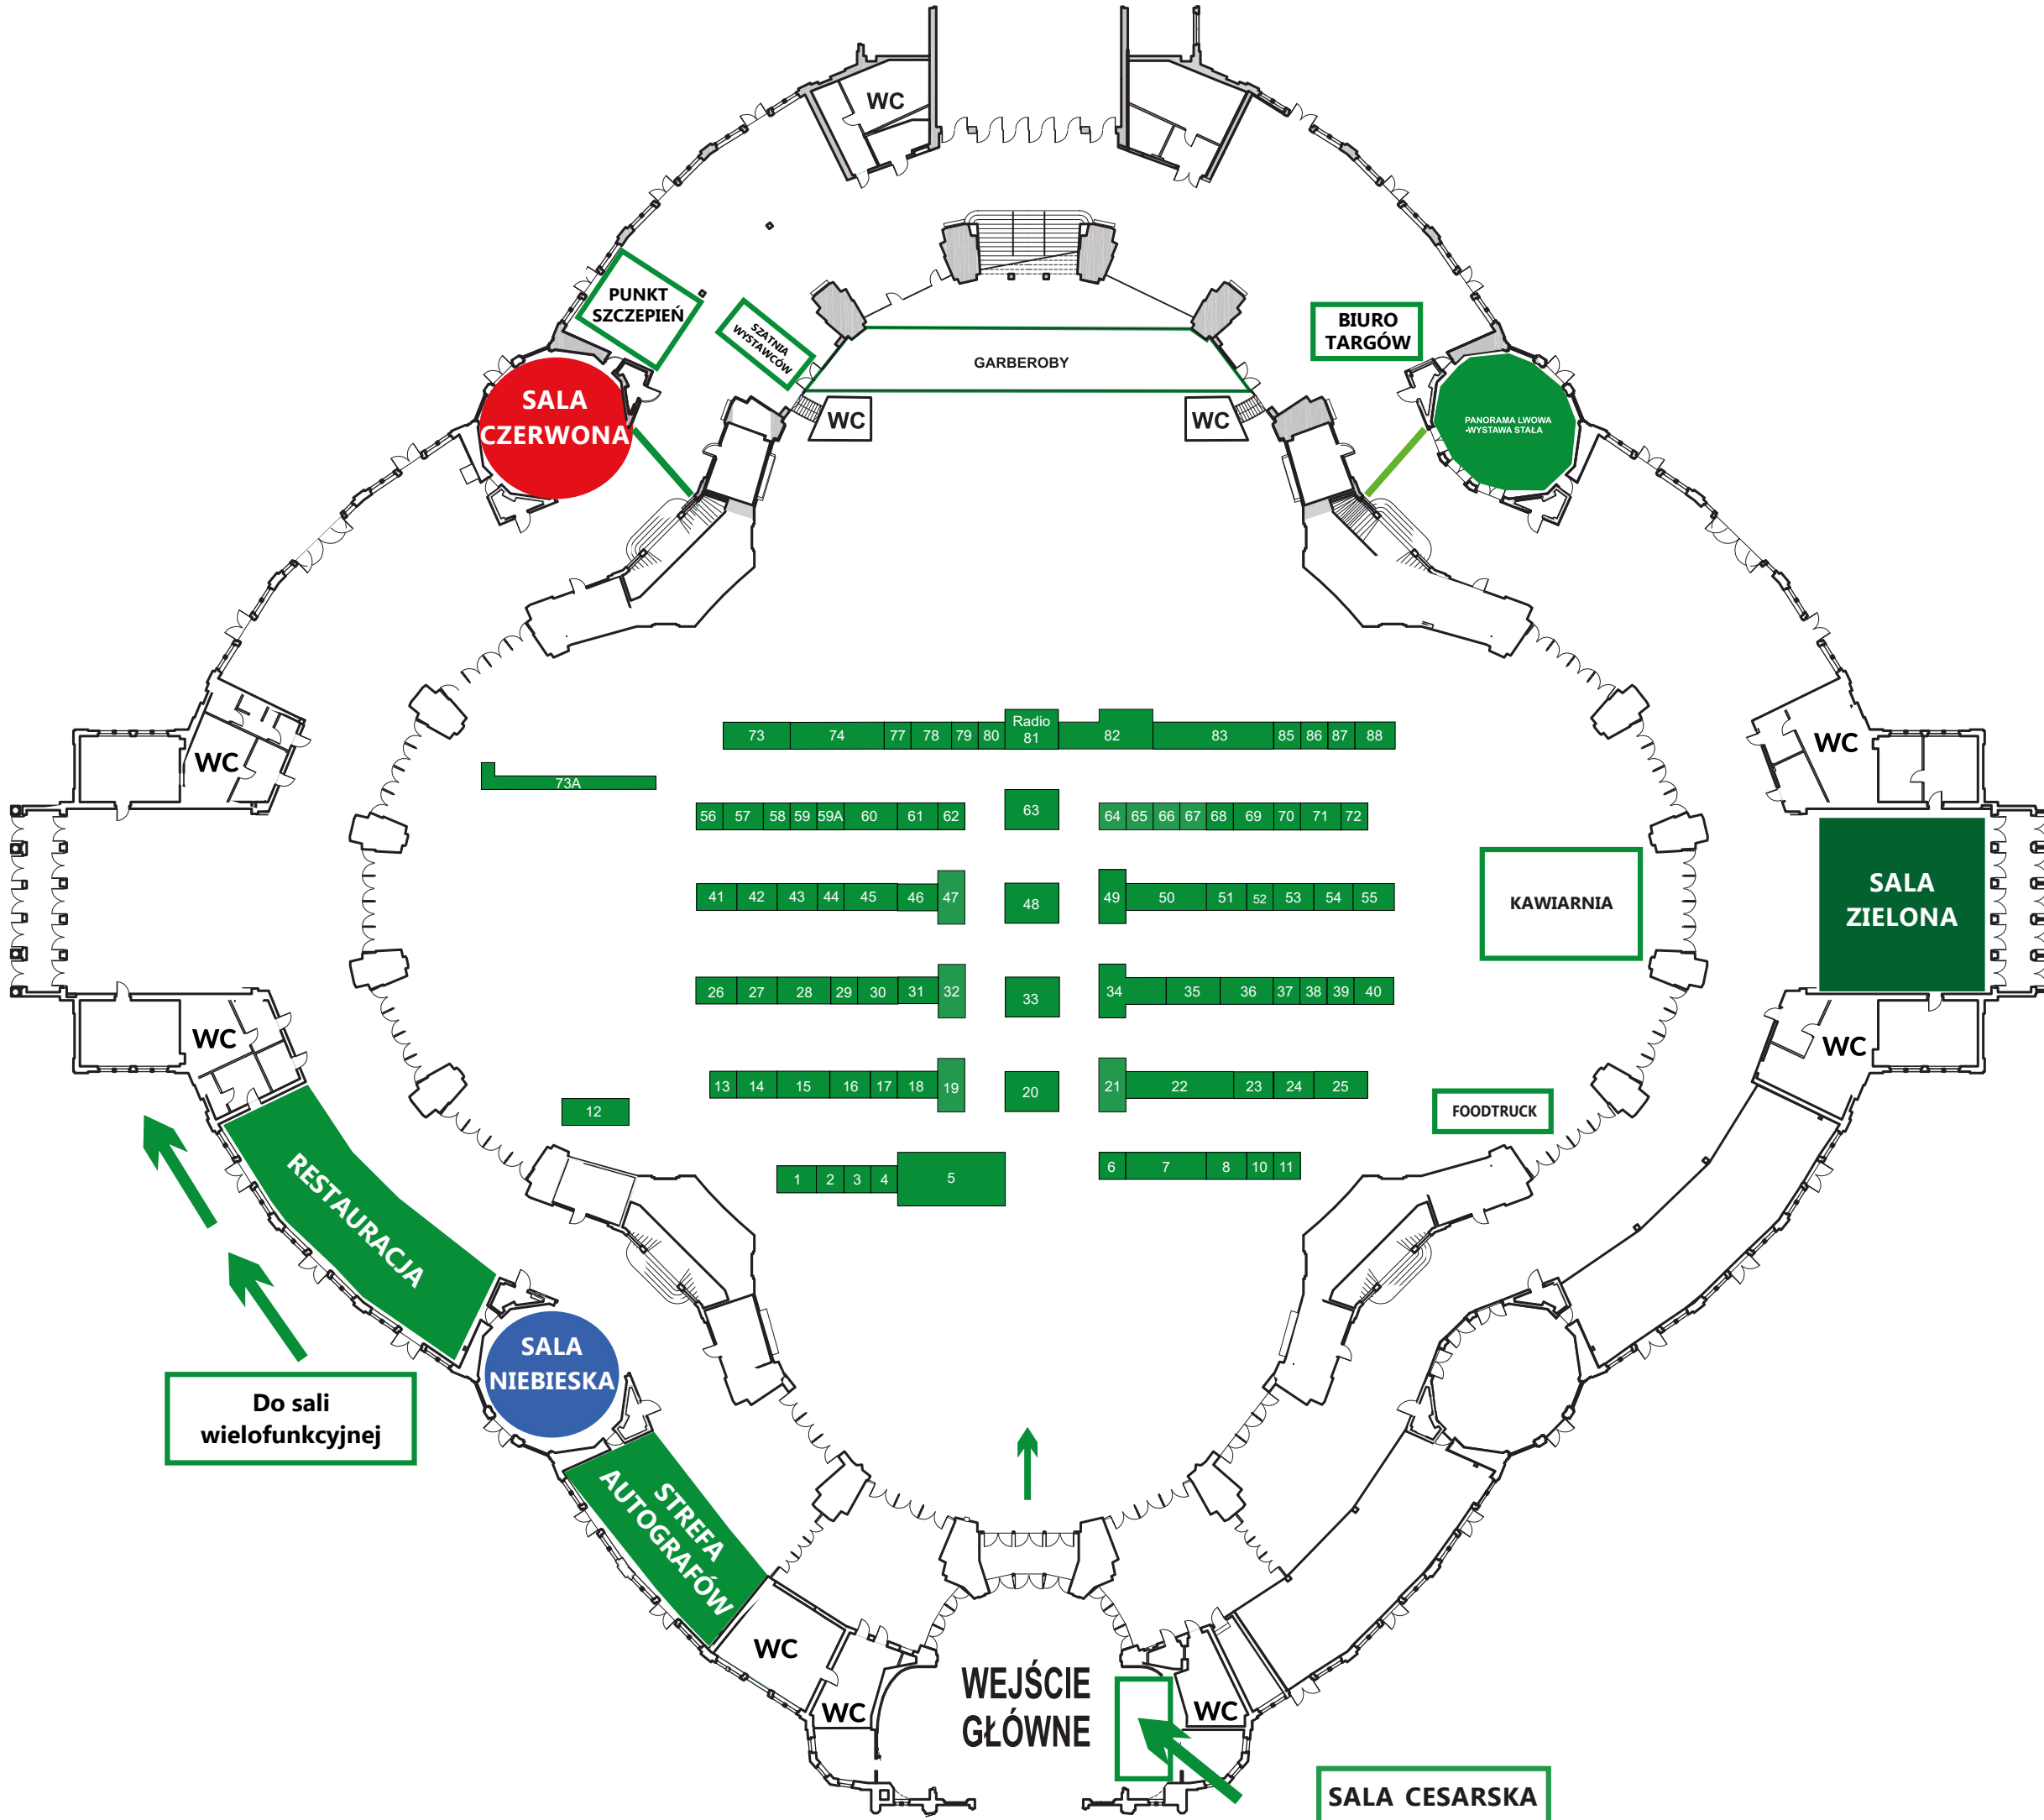 WC
PUNKT
SZCZEPIEŃ
SZATNIA
WYSTAWCÓW
GARBEROBY
BIURO
TARGÓW
SALA
CZERWONA
WC
WC
PANORAMA LWOWA
-WYSTAWA STAŁA
73 74 77 78 79 80 Radio
81 82 83 85 86 87 88
WC
WC
73A
56 57 58 59 59A 60 61 62 63 64 65 66 67 68 69 70 71 72
41 42 43 44 45 46 47 48 49 50 51 52 53 54 55
KAWIARNIA
SALA
ZIELONA
26 27 28 29 30 31 32 33 34 35 36 37 38 39 40
WC
WC
13 14 15 16 17 18 19 20 21 22 23 24 25
12
FOODTRUCK
1 2 3 4 5 6 7 8 10 11
RESTAURACJA
SALA
NIEBIESKA
Do sali
wielofunkcyjnej
STREFA
AUTOGRAFÓW
WC
WC
WEJŚCIE
GŁÓWNE
WC
SALA CESARSKA